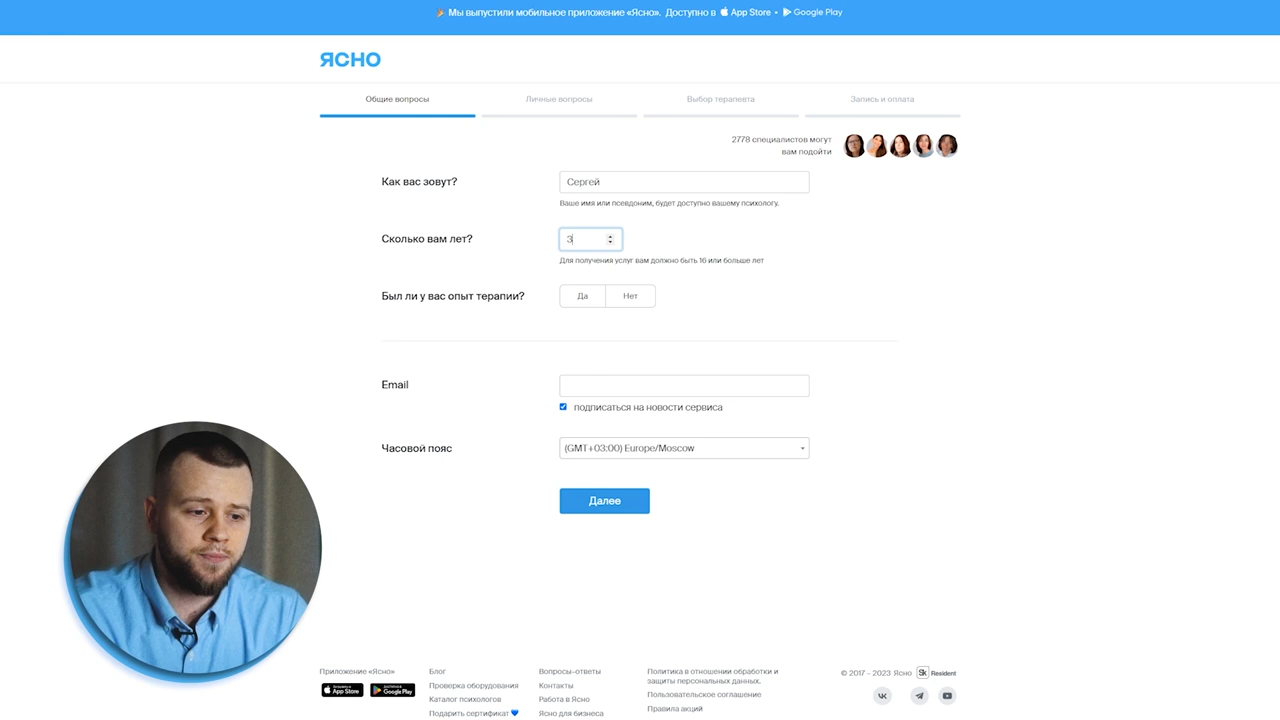 🎉 Мы выпустили мобильное приложение «Ясно». Доступно в App Store • Google Play
ЯСНО
Общие вопросы
Личные вопросы
Выбор терапевта
Запись и оплата
2778 специалистов могут
вам подойти
Как вас зовут?
Сергей
Ваше имя или псевдоним, будет доступно вашему психологу.
Сколько вам лет?
3
Для получения услуг вам должно быть 16 или больше лет
Был ли у вас опыт терапии?
Да
Нет
Email
подписаться на новости сервиса
Часовой пояс
(GMT+03:00) Europe/Moscow
Далее
Приложение «Ясно»
App Store
Google Play
Блог
Проверка оборудования
Каталог психологов
Подарить сертификат 💙
Вопросы-ответы
Контакты
Работа в Ясно
Ясно для бизнеса
Политика в отношении обработки и
защиты персональных данных.
Пользовательское соглашение
Правила акций
© 2017 – 2023 Ясно
Sk Resident